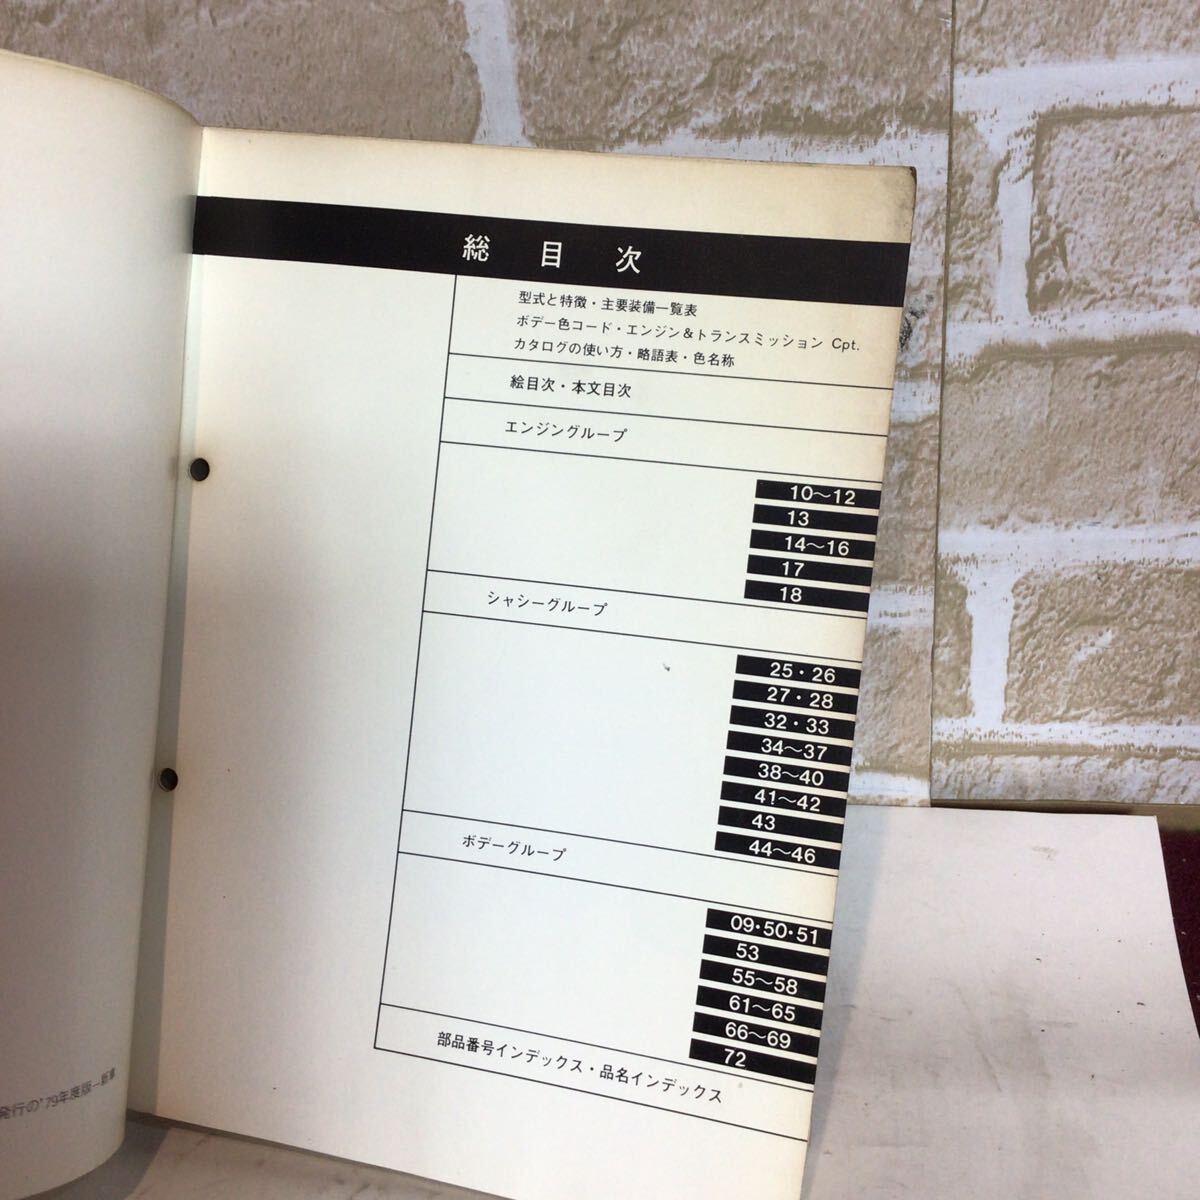 総目次
型式と特徴・主要装備一覧表
ボデー色コード・エンジン&トランスミッション Cpt.
カタログの使い方・略語表・色名称
絵目次・本文目次
エンジングループ
10〜12
13
14〜16
17
18
シャシーグループ
25・26
27・28
32・33
34〜37
38〜40
41〜42
43
44〜46
ボデーグループ
09・50・51
53
55〜58
61〜65
66〜69
72
部品番号インデックス・品名インデックス
発行の'79年度版一新車